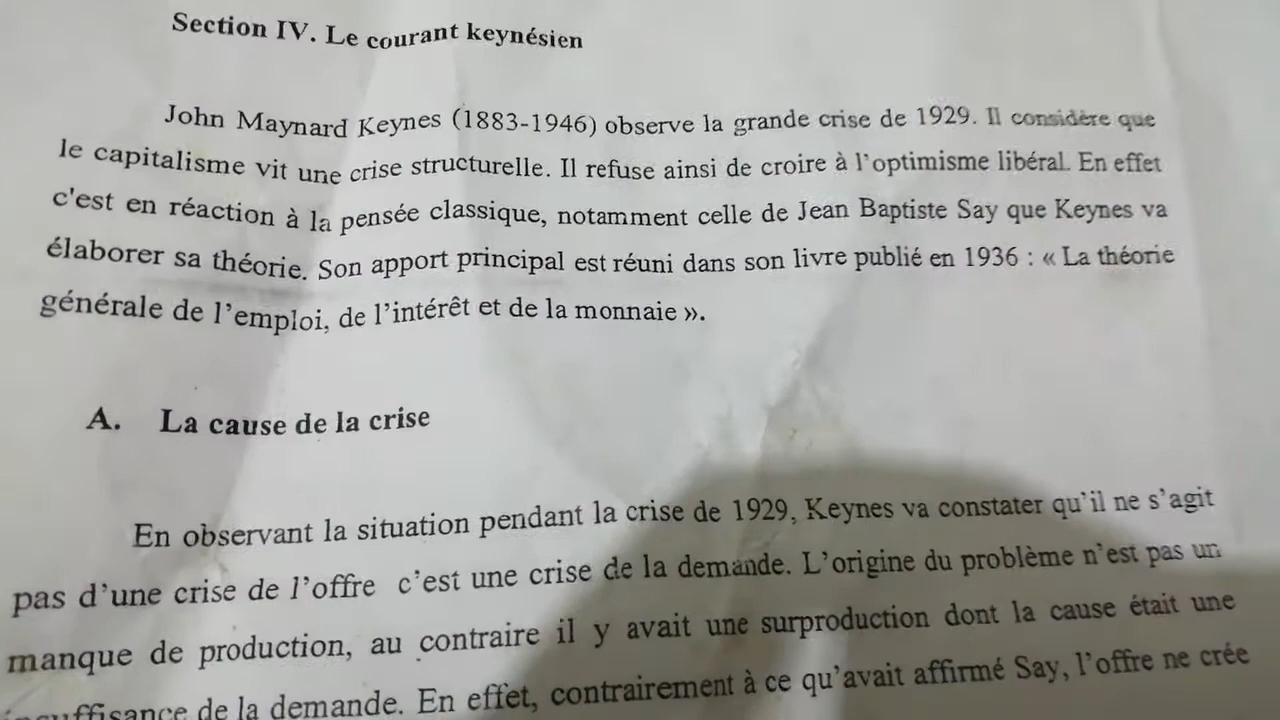 Section IV. Le courant keynésien
John Maynard Keynes (1883-1946) observe la grande crise de 1929. Il considère que
le capitalisme vit une crise structurelle. Il refuse ainsi de croire à l'optimisme libéral. En effet
c'est en réaction à la pensée classique, notamment celle de Jean Baptiste Say que Keynes va
élaborer sa théorie. Son apport principal est réuni dans son livre publié en 1936 : « La théorie
générale de l'emploi, de l'intérêt et de la monnaie ».
A. La cause de la crise
En observant la situation pendant la crise de 1929, Keynes va constater qu'il ne s'agit
pas d'une crise de l'offre c'est une crise de la demande. L'origine du problème n'est pas un
manque de production, au contraire il y avait une surproduction dont la cause était une
insuffisance de la demande. En effet, contrairement à ce qu'avait affirmé Say, l'offre ne crée